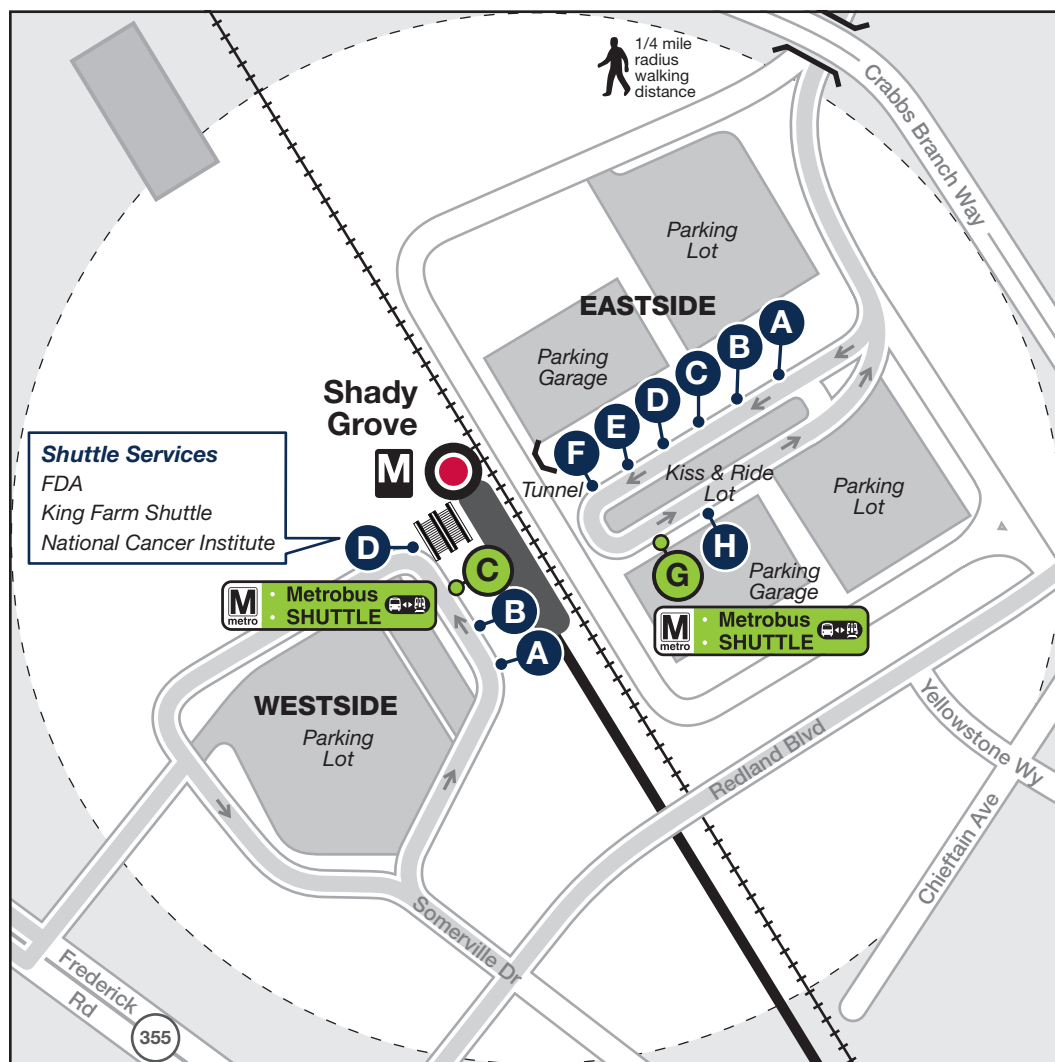 1/4 mile
radius
walking
distance
Crabbs Branch Way
Parking
Lot
EASTSIDE
A
B
C
D
E
F
Parking
Garage
Tunnel
Kiss & Ride
Lot
Parking
Lot
G
H
Parking
Garage
M
metro
· Metrobus
· SHUTTLE
Shady
Grove
M
Shuttle Services
FDA
King Farm Shuttle
National Cancer Institute
D
C
B
A
M
metro
· Metrobus
· SHUTTLE
WESTSIDE
Parking
Lot
Redland Blvd
Yellowstone Wy
Chieftain Ave
Somerville Dr
Frederick
Rd
355